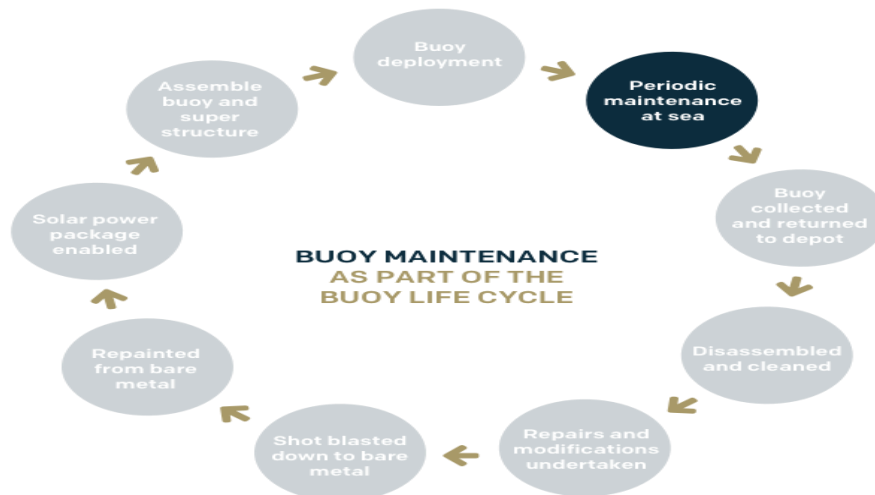 Buoy
deployment
Periodic
maintenance
at sea
Buoy
collected
and returned
to depot
Disassembled
and cleaned
Repairs and
modifications
undertaken
Shot blasted
down to bare
metal
Repainted
from bare
metal
Solar power
package
enabled
Assemble
buoy and
super
structure
BUOY MAINTENANCE
AS PART OF THE
BUOY LIFE CYCLE